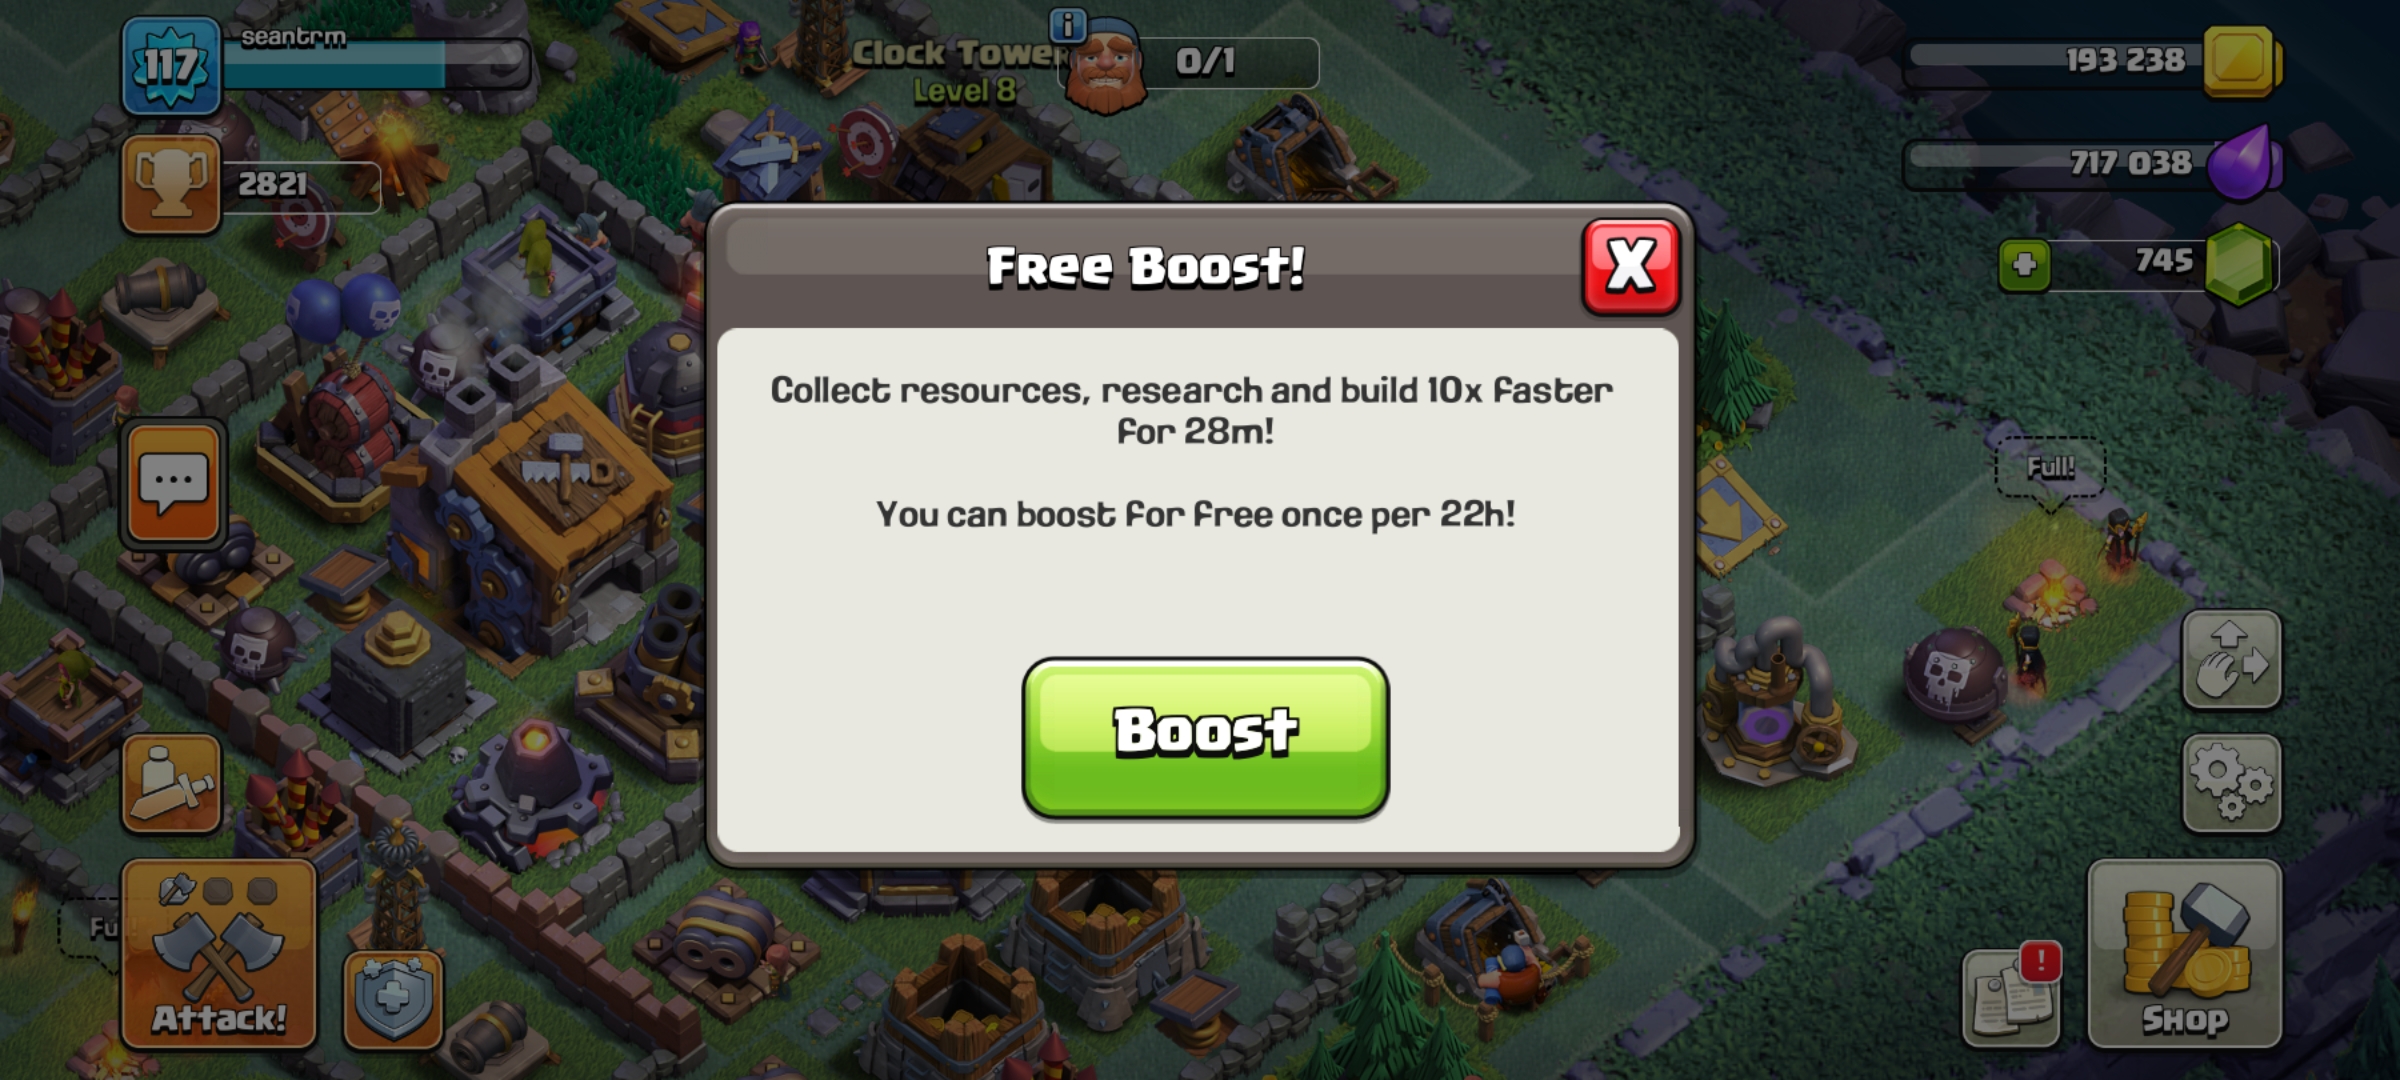 117
seantrm
2821
Clock Tower
Level 8
i
0/1
193 238
717 038
745
Free Boost!
X
Collect resources, research and build 10x faster
for 28m!
You can boost for free once per 22h!
Boost
Full!
Attack!
!
Shop